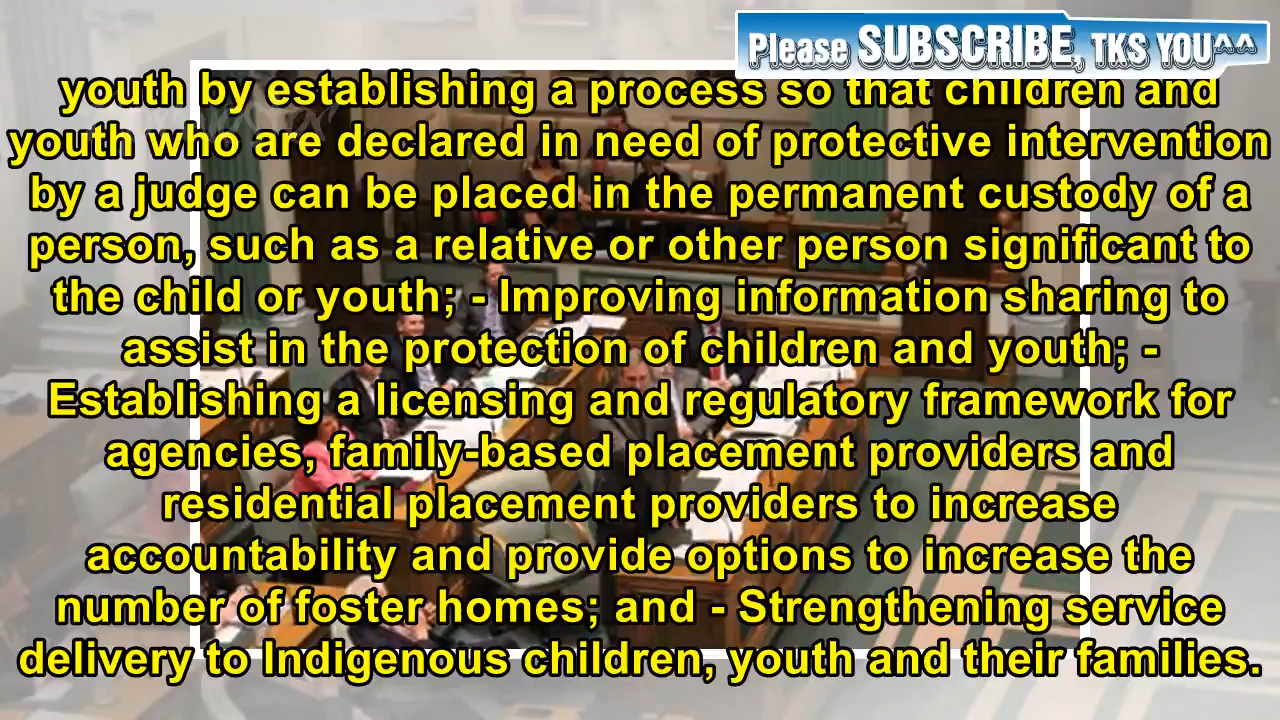 Please SUBSCRIBE, TKS YOU^^
youth by establishing a process so that children and
youth who are declared in need of protective intervention
by a judge can be placed in the permanent custody of a
person, such as a relative or other person significant to
the child or youth; - Improving information sharing to
assist in the protection of children and youth; -
Establishing a licensing and regulatory framework for
agencies, family-based placement providers and
residential placement providers to increase
accountability and provide options to increase the
number of foster homes; and - Strengthening service
delivery to Indigenous children, youth and their families.